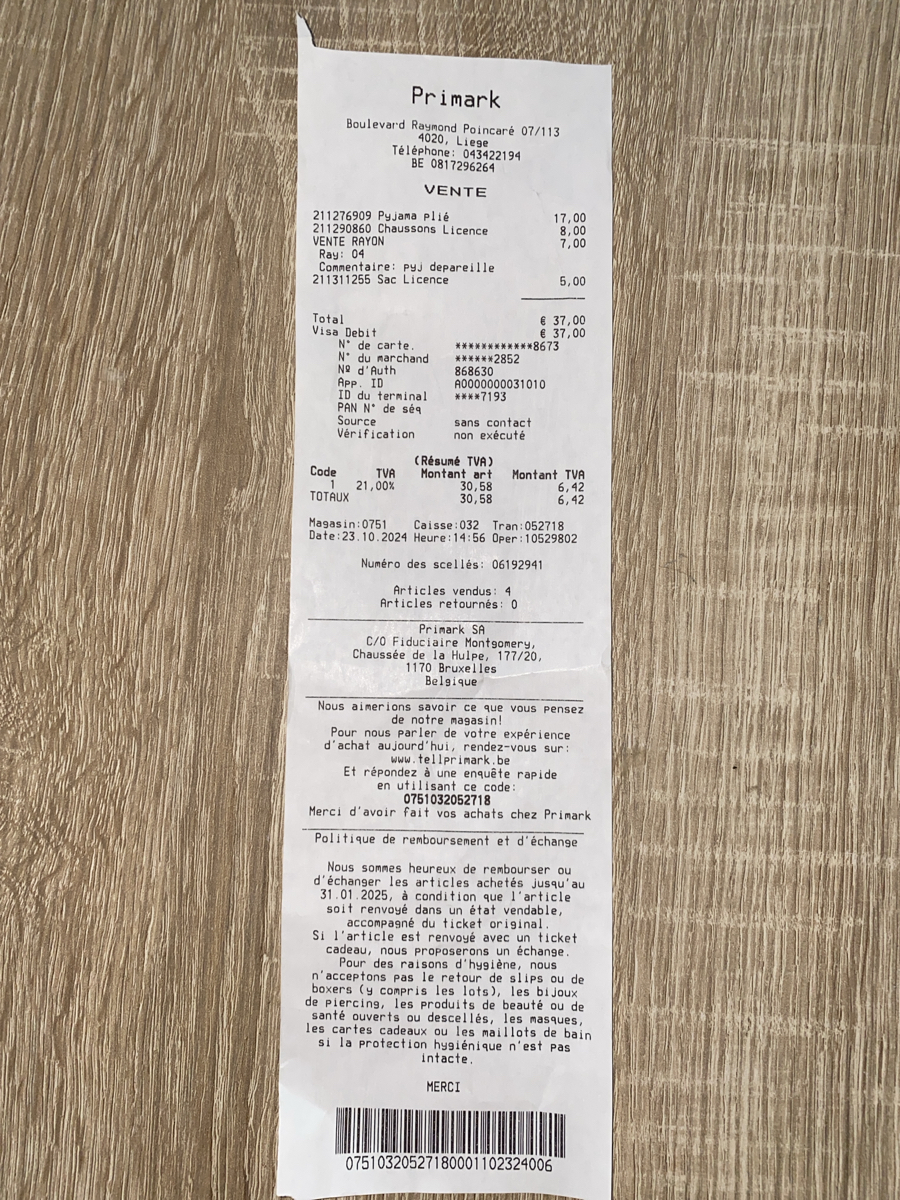 Primark
Boulevard Raymond Poincaré 07/113
4020, Liege
Téléphone: 043422194
BE 0817296264
VENTE
211276909 Pyjama plié 17,00
211290860 Chaussons Licence 8,00
VENTE RAYON 7,00
Ray: 04
Commentaire: pyj depareille
211311255 Sac Licence 5,00
Total € 37,00
Visa Debit € 37,00
N° de carte. ************8673
N° du marchand ******2852
Nº d'Auth 868630
App. ID A0000000031010
ID du terminal ****7193
PAN N° de séq
Source sans contact
Vérification non exécuté
(Résumé TVA)
Code TVA Montant art Montant TVA
1 21,00% 30,58 6,42
TOTAUX 30,58 6,42
Magasin:0751 Caisse:032 Tran:052718
Date:23.10.2024 Heure:14:56 Oper:10529802
Numéro des scellés: 06192941
Articles vendus: 4
Articles retournés: 0
Primark SA
C/O Fiduciaire Montgomery,
Chaussée de la Hulpe, 177/20,
1170 Bruxelles
Belgique
Nous aimerions savoir ce que vous pensez
de notre magasin!
Pour nous parler de votre expérience
d'achat aujourd'hui, rendez-vous sur:
www.tellprimark.be
Et répondez à une enquête rapide
en utilisant ce code:
0751032052718
Merci d'avoir fait vos achats chez Primark
Politique de remboursement et d'échange
Nous sommes heureux de rembourser ou
d'échanger les articles achetés jusqu'au
31.01.2025, à condition que l'article
soit renvoyé dans un état vendable,
accompagné du ticket original.
Si l'article est renvoyé avec un ticket
cadeau, nous proposerons un échange.
Pour des raisons d'hygiène, nous
n'acceptons pas le retour de slips ou de
boxers (y compris les lots), les bijoux
de piercing, les produits de beauté ou de
santé ouverts ou descellés, les masques,
les cartes cadeaux ou les maillots de bain
si la protection hygiénique n'est pas
intacte.
MERCI
07510320527180001102324006